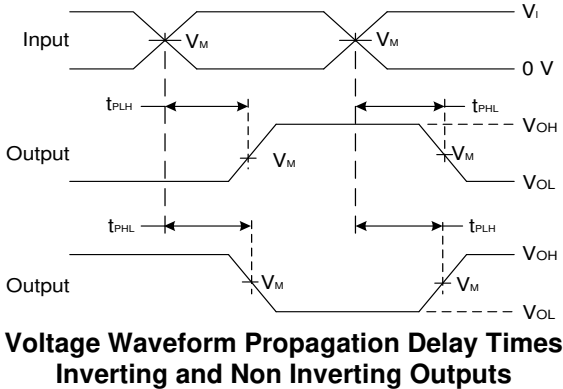 VI
Input
VM
VM
0 V
tPLH
tPHL
VOH
Output
VM
VM
VOL
tPHL
tPLH
VOH
Output
VM
VM
VOL
Voltage Waveform Propagation Delay Times
Inverting and Non Inverting Outputs